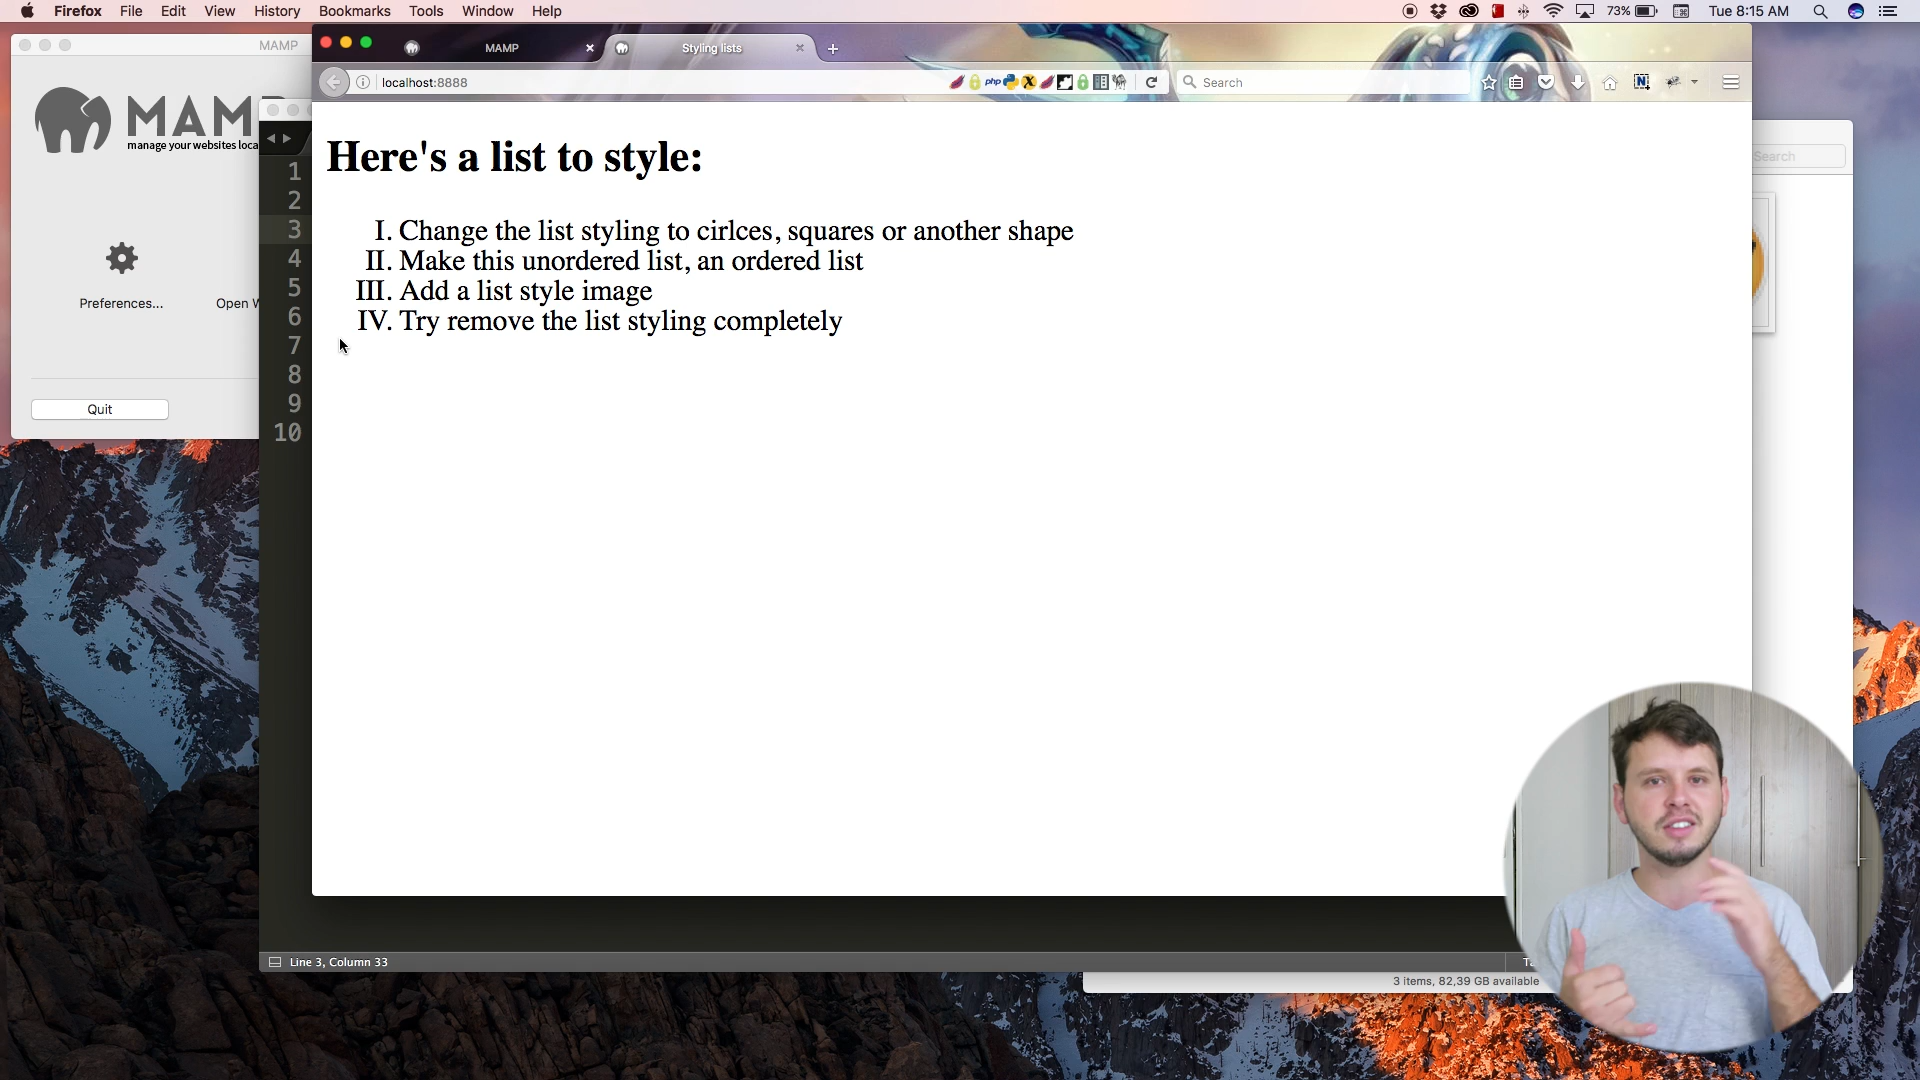 Firefox File Edit View History Bookmarks Tools Window Help
73% Tue 8:15 AM
MAMP
MAMP
Styling lists
localhost:8888
php
Search
MAM
manage your websites loca
Search
Here's a list to style:
I. Change the list styling to cirlces, squares or another shape
II. Make this unordered list, an ordered list
III. Add a list style image
IV. Try remove the list styling completely
Preferences...
Open
Quit
1
2
3
4
5
6
7
8
9
10
Line 3, Column 33
3 items, 82,39 GB available